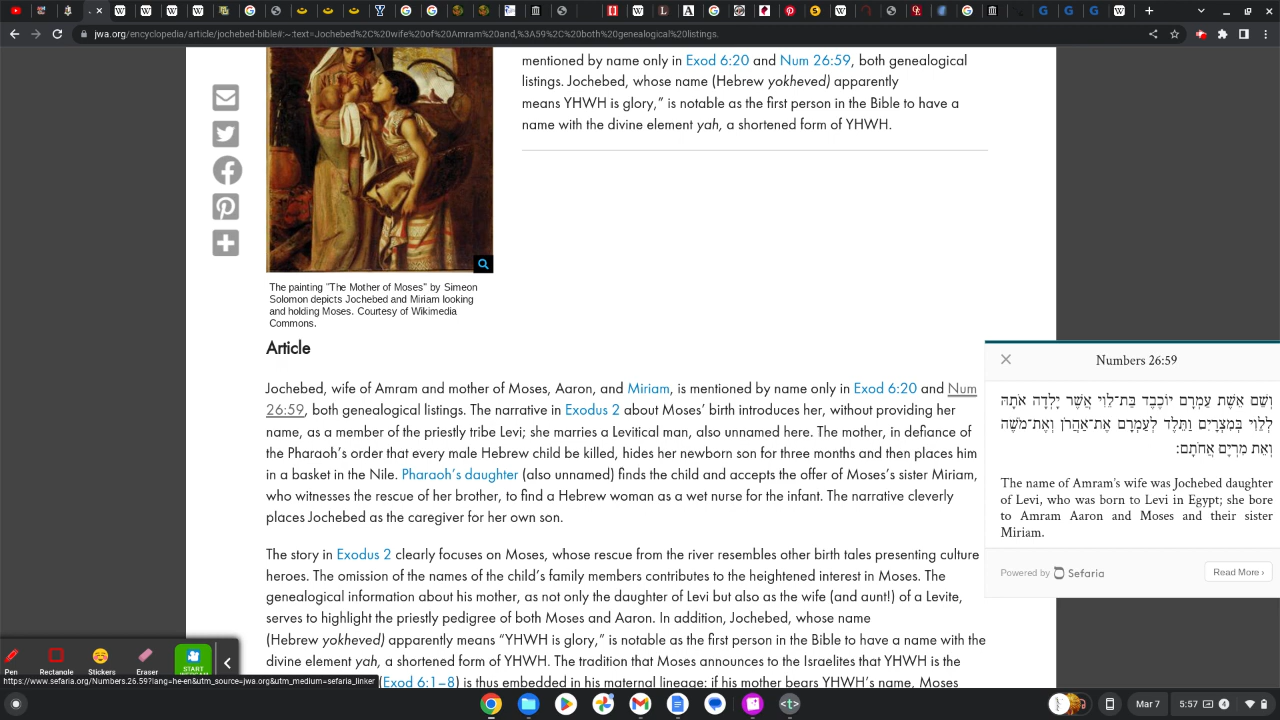 jwa.org/encyclopedia/article/jochebed-bible#:~:text=Jochebed%2C%20wife%20of%20Amram%20and,%3A59%2C%20both%20genealogical%20listings.
mentioned by name only in Exod 6:20 and Num 26:59, both genealogical
listings. Jochebed, whose name (Hebrew yokheved) apparently
means YHWH is glory,” is notable as the first person in the Bible to have a
name with the divine element yah, a shortened form of YHWH.
The painting "The Mother of Moses" by Simeon
Solomon depicts Jochebed and Miriam looking
and holding Moses. Courtesy of Wikimedia
Commons.
Article
Jochebed, wife of Amram and mother of Moses, Aaron, and Miriam, is mentioned by name only in Exod 6:20 and Num
26:59, both genealogical listings. The narrative in Exodus 2 about Moses’ birth introduces her, without providing her
name, as a member of the priestly tribe Levi; she marries a Levitical man, also unnamed here. The mother, in defiance of
the Pharaoh’s order that every male Hebrew child be killed, hides her newborn son for three months and then places him
in a basket in the Nile. Pharaoh’s daughter (also unnamed) finds the child and accepts the offer of Moses’s sister Miriam,
who witnesses the rescue of her brother, to find a Hebrew woman as a wet nurse for the infant. The narrative cleverly
places Jochebed as the caregiver for her own son.
The story in Exodus 2 clearly focuses on Moses, whose rescue from the river resembles other birth tales presenting culture
heroes. The omission of the names of the child’s family members contributes to the heightened interest in Moses. The
genealogical information about his mother, as not only the daughter of Levi but also as the wife (and aunt!) of a Levite,
serves to highlight the priestly pedigree of both Moses and Aaron. In addition, Jochebed, whose name
(Hebrew yokheved) apparently means “YHWH is glory,” is notable as the first person in the Bible to have a name with the
divine element yah, a shortened form of YHWH. The tradition that Moses announces to the Israelites that YHWH is the
(Exod 6:1–8) is thus embedded in his maternal lineage: if his mother bears YHWH’s name, Moses
Numbers 26:59
וְשֵׁם אֵשֶׁת עַמְרָם יוֹכֶבֶד בַּת־לֵוִי אֲשֶׁר יָלְדָה אֹתָהּ
לְלֵוִי בְּמִצְרָיִם וַתֵּלֶד לְעַמְרָם אֶת־אַהֲרֹן וְאֶת־מֹשֶׁה
וְאֵת מִרְיָם אֲחֹתָם׃
The name of Amram’s wife was Jochebed daughter
of Levi, who was born to Levi in Egypt; she bore
to Amram Aaron and Moses and their sister
Miriam.
Powered by Sefaria
Read More ›
Pen
Rectangle
Stickers
Eraser
START
https://www.sefaria.org/Numbers.26.59?lang=he-en&utm_source=jwa.org&utm_medium=sefaria_linker
Mar 7
5:57